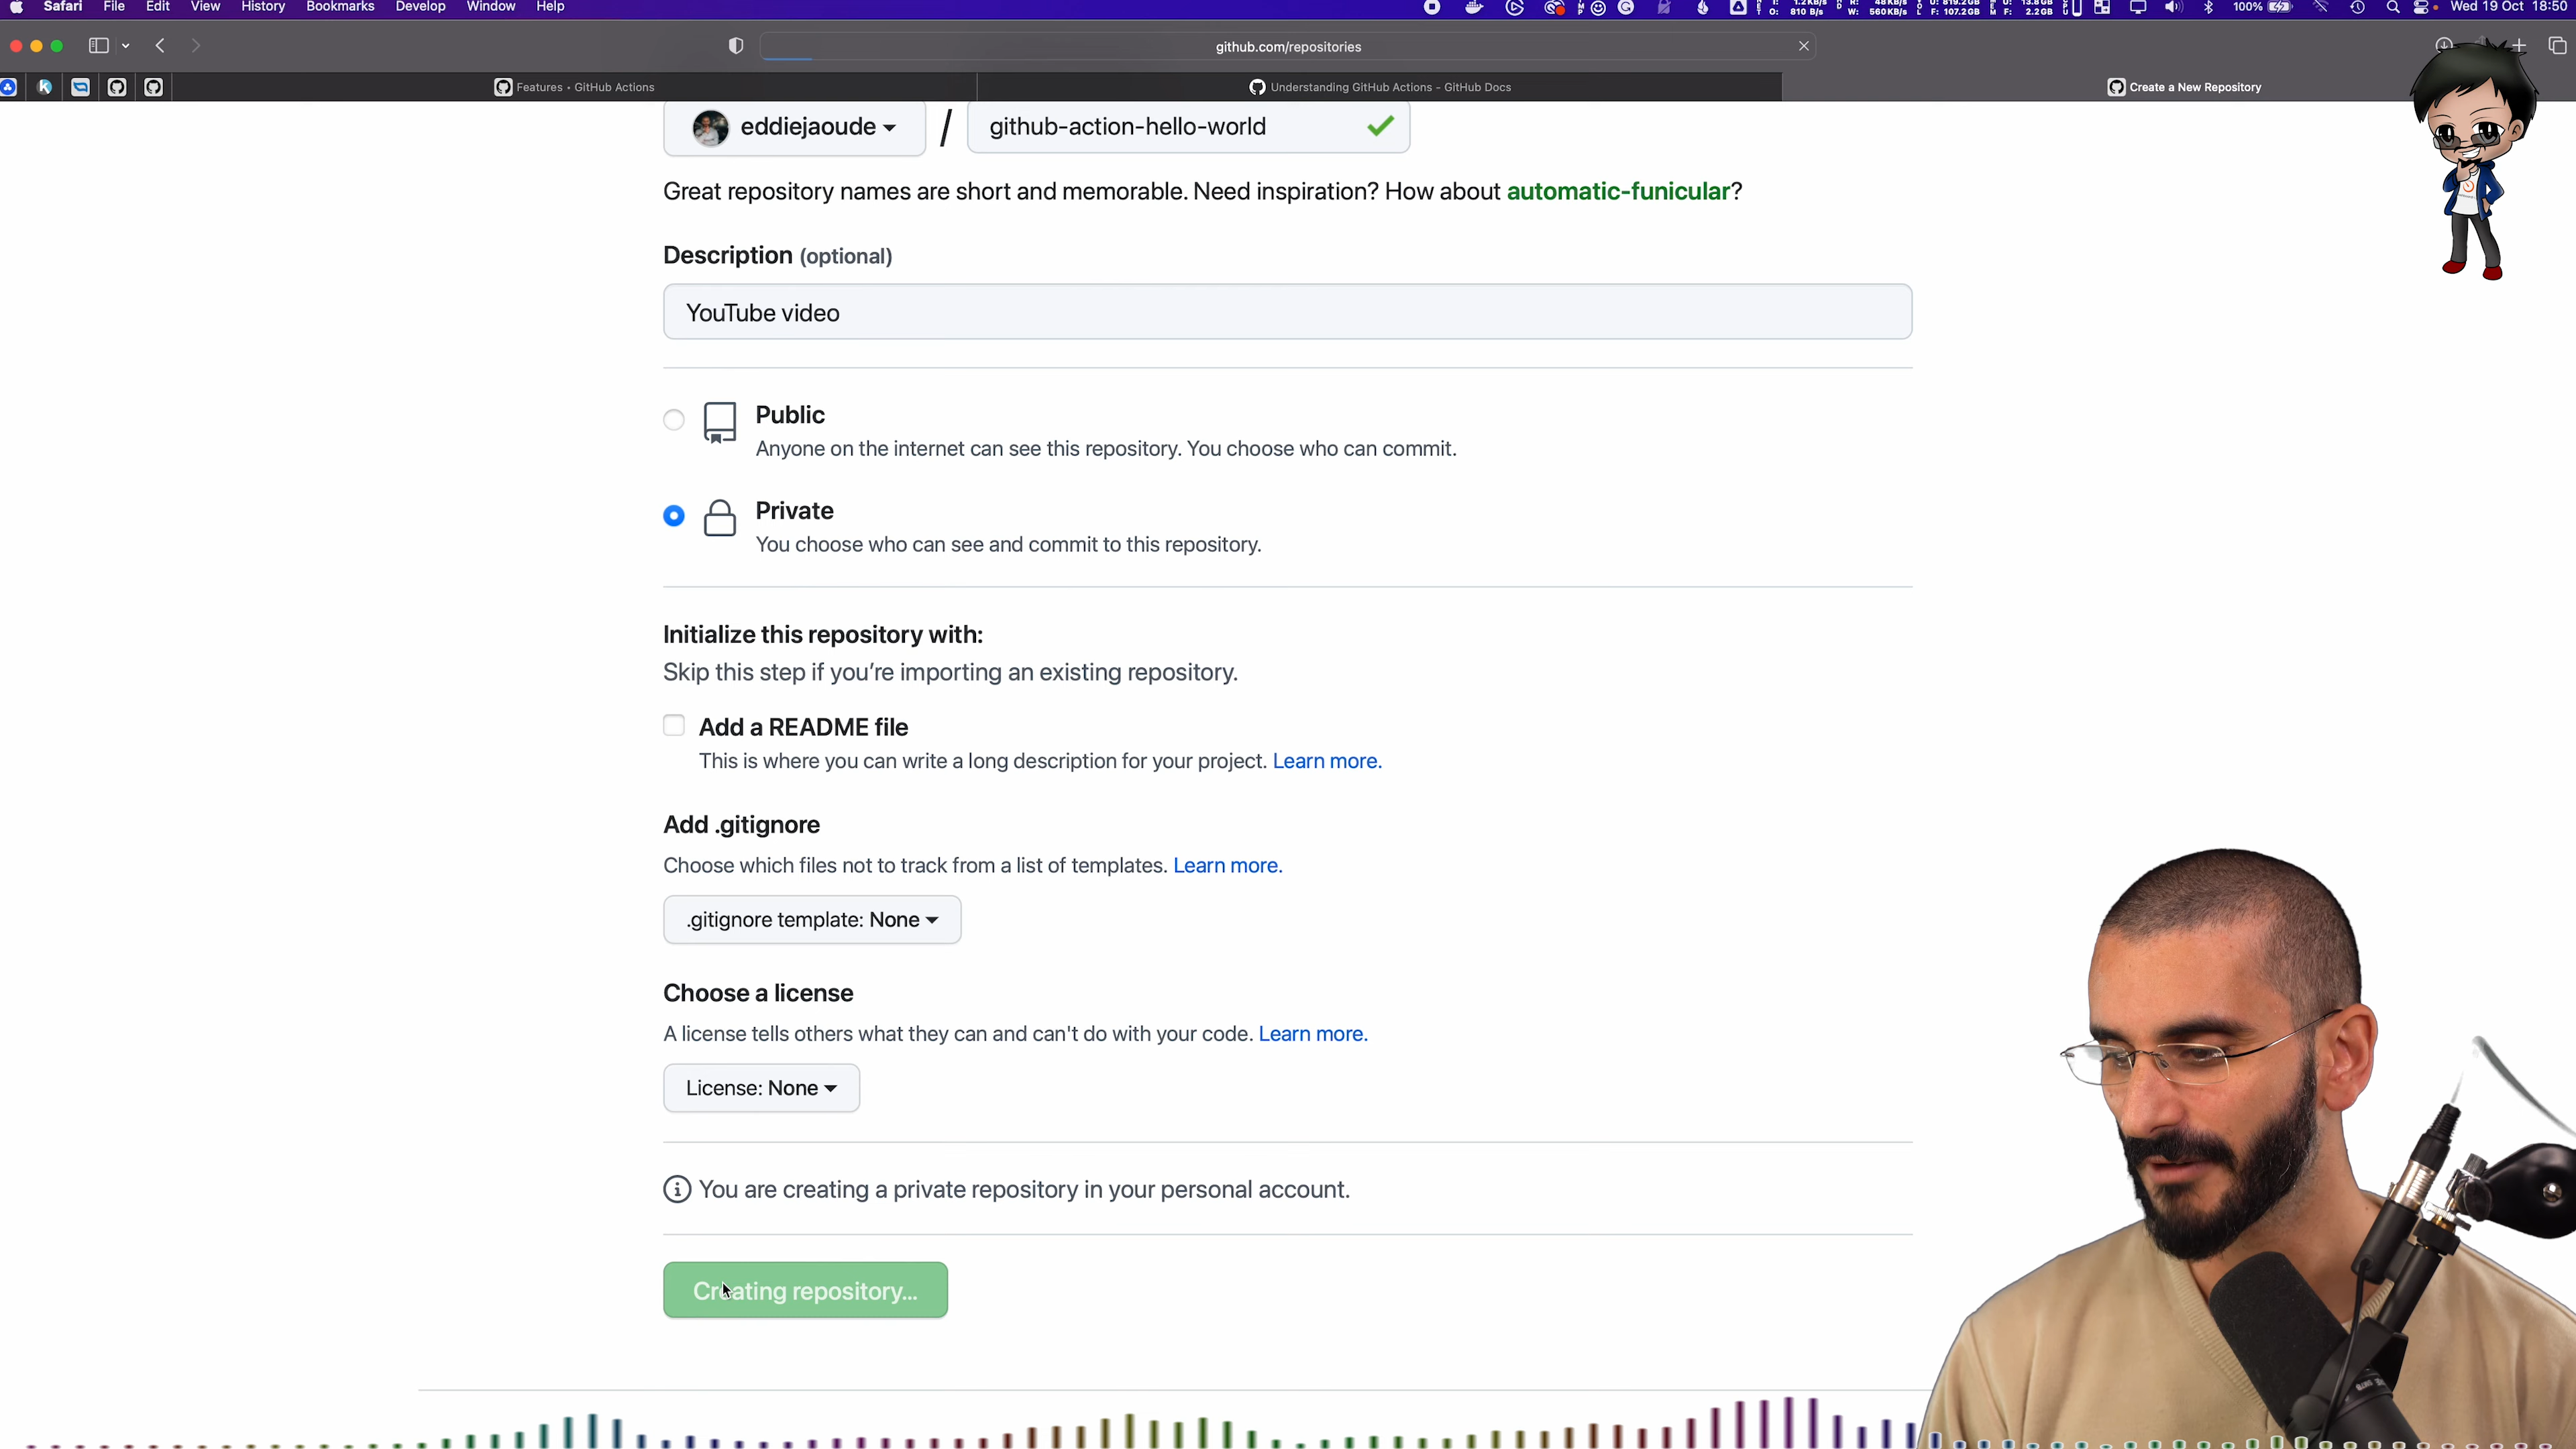 Safari File Edit View History Bookmarks Develop Window Help 100% Wed 19 Oct 18:50
github.com/repositories
Features • GitHub Actions
Understanding GitHub Actions - GitHub Docs
Create a New Repository
eddiejaoude / github-action-hello-world
Great repository names are short and memorable. Need inspiration? How about automatic-funicular?
Description (optional)
YouTube video
Public
Anyone on the internet can see this repository. You choose who can commit.
Private
You choose who can see and commit to this repository.
Initialize this repository with:
Skip this step if you’re importing an existing repository.
Add a README file
This is where you can write a long description for your project. Learn more.
Add .gitignore
Choose which files not to track from a list of templates. Learn more.
.gitignore template: None
Choose a license
A license tells others what they can and can't do with your code. Learn more.
License: None
You are creating a private repository in your personal account.
Creating repository...